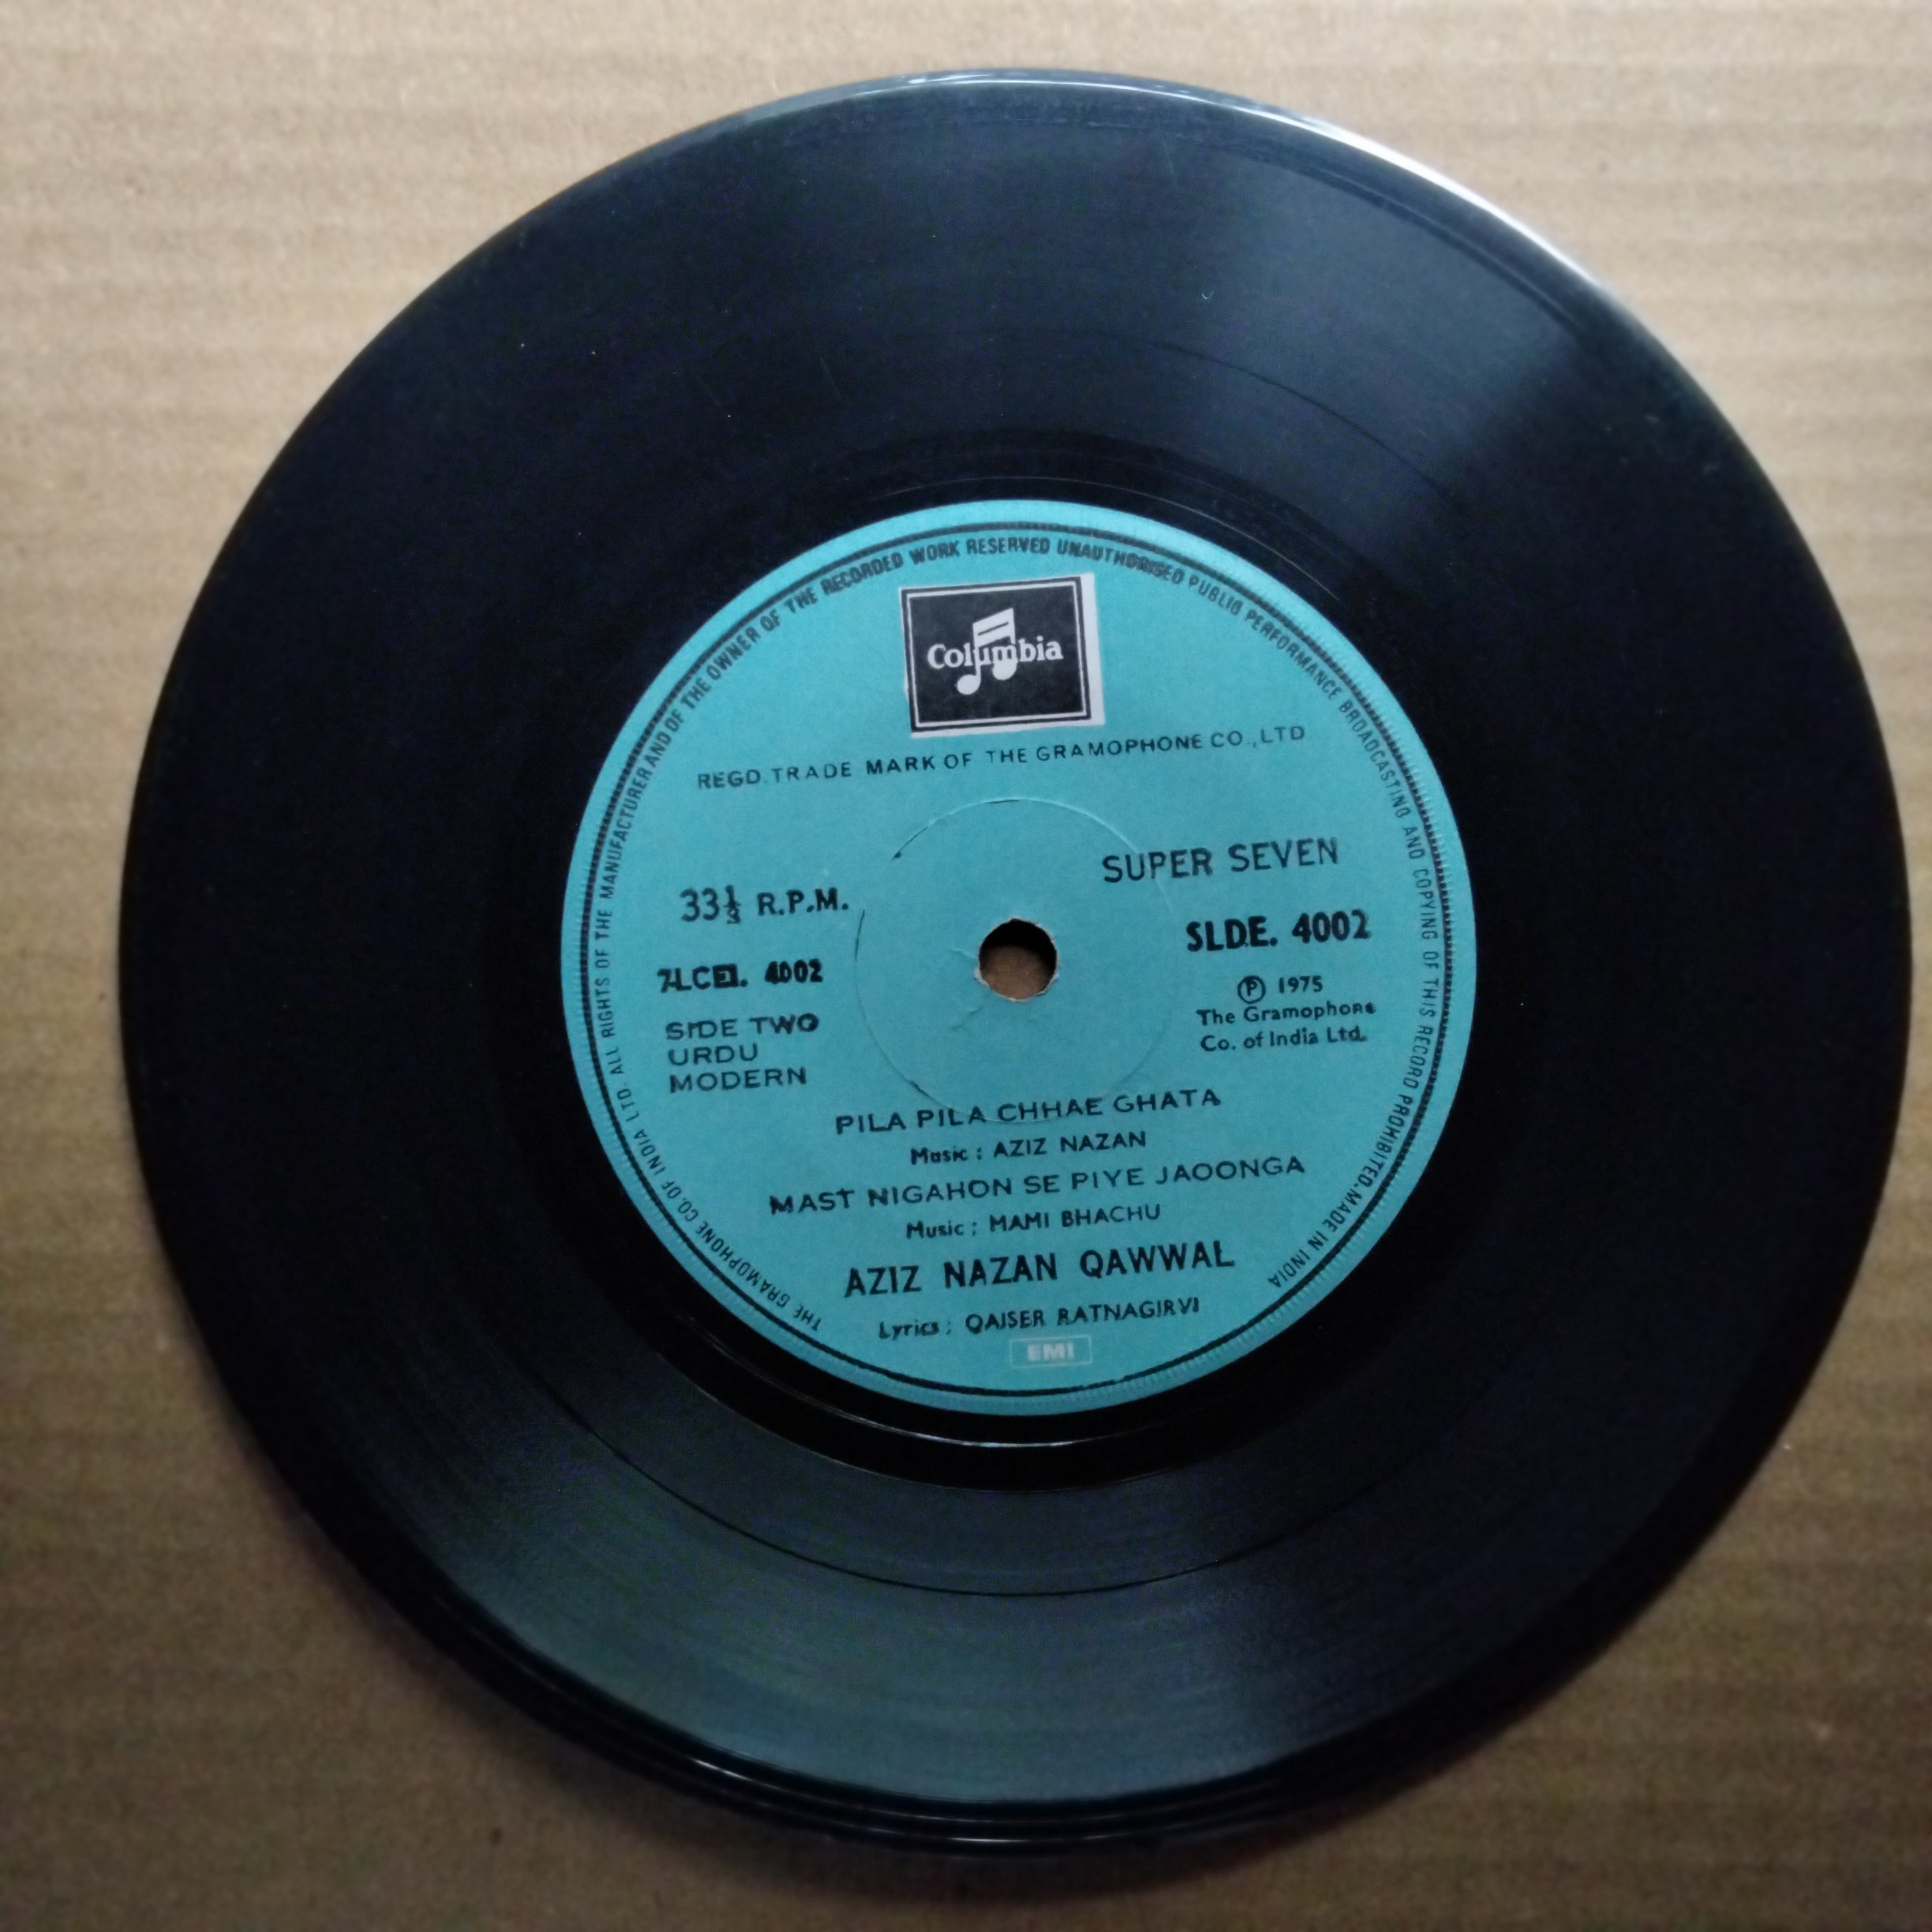 THE GRAMOPHONE CO. OF INDIA LTD. ALL RIGHTS OF THE MANUFACTURER AND OF THE OWNER OF THE RECORDED WORK RESERVED UNAUTHORISED PUBLIC PERFORMANCE BROADCASTING AND COPYING OF THIS RECORD PROHIBITED. MADE IN INDIA
Columbia
REGD. TRADE MARK OF THE GRAMOPHONE CO., LTD
SUPER SEVEN
33⅓ R.P.M.
SLDE. 4002
4002
℗ 1975
The Gramophone
Co. of India Ltd.
SIDE TWO
URDU
MODERN
PILA PILA CHHAE GHATA
Music : AZIZ NAZAN
MAST NIGAHON SE PIYE JAOONGA
Music : MAMI BHACHU
AZIZ NAZAN QAWWAL
Lyrics : QAISER RATNAGIRVI
EMI